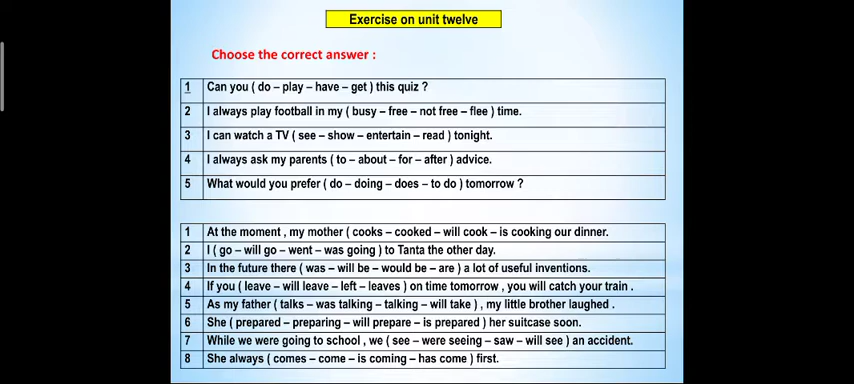 Exercise on unit twelve
Choose the correct answer :
1 Can you ( do – play – have – get ) this quiz ?
2 I always play football in my ( busy – free – not free – flee ) time.
3 I can watch a TV ( see – show – entertain – read ) tonight.
4 I always ask my parents ( to – about – for – after ) advice.
5 What would you prefer ( do – doing – does – to do ) tomorrow ?
1 At the moment , my mother ( cooks – cooked – will cook – is cooking our dinner.
2 I ( go – will go – went – was going ) to Tanta the other day.
3 In the future there ( was – will be – would be – are ) a lot of useful inventions.
4 If you ( leave – will leave – left – leaves ) on time tomorrow , you will catch your train .
5 As my father ( talks – was talking – talking – will take ) , my little brother laughed .
6 She ( prepared – preparing – will prepare – is prepared ) her suitcase soon.
7 While we were going to school , we ( see – were seeing – saw – will see ) an accident.
8 She always ( comes – come – is coming – has come ) first.